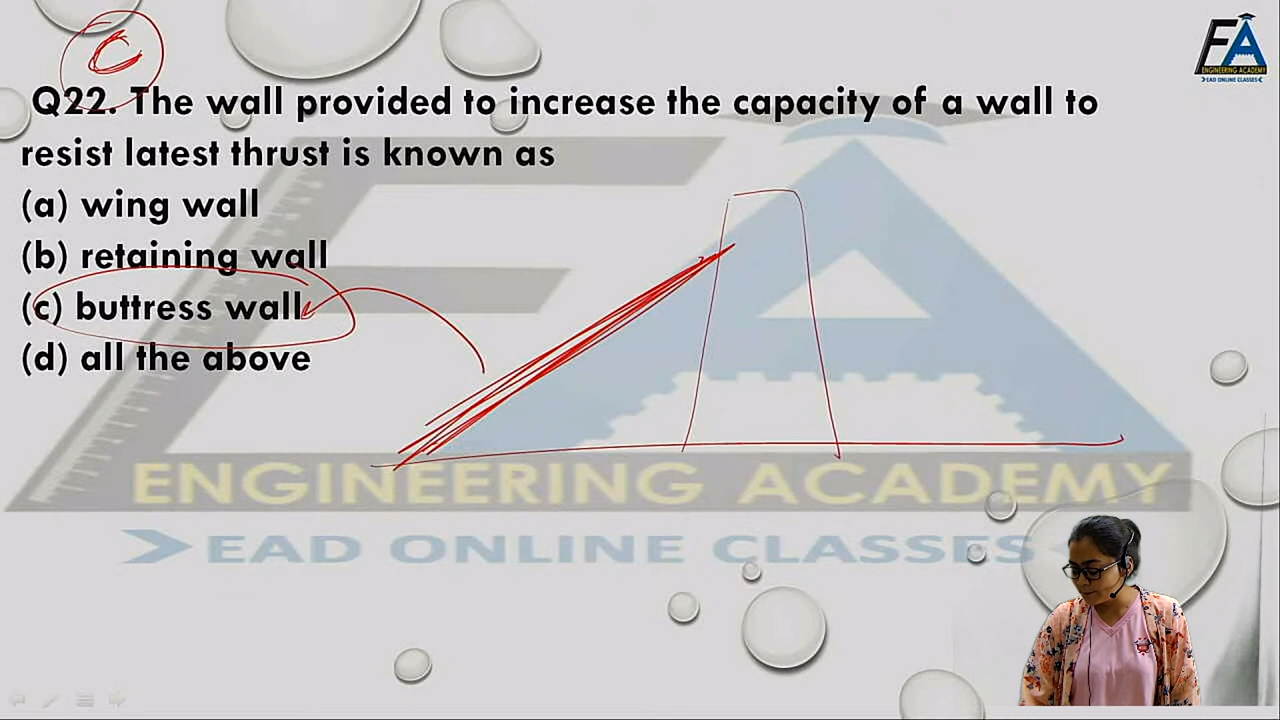 C
EA
ENGINEERING ACADEMY
EAD ONLINE CLASSES
Q22. The wall provided to increase the capacity of a wall to
resist latest thrust is known as
(a) wing wall
(b) retaining wall
(c) buttress wall
(d) all the above
ENGINEERING ACADEMY
EAD ONLINE CLASSES